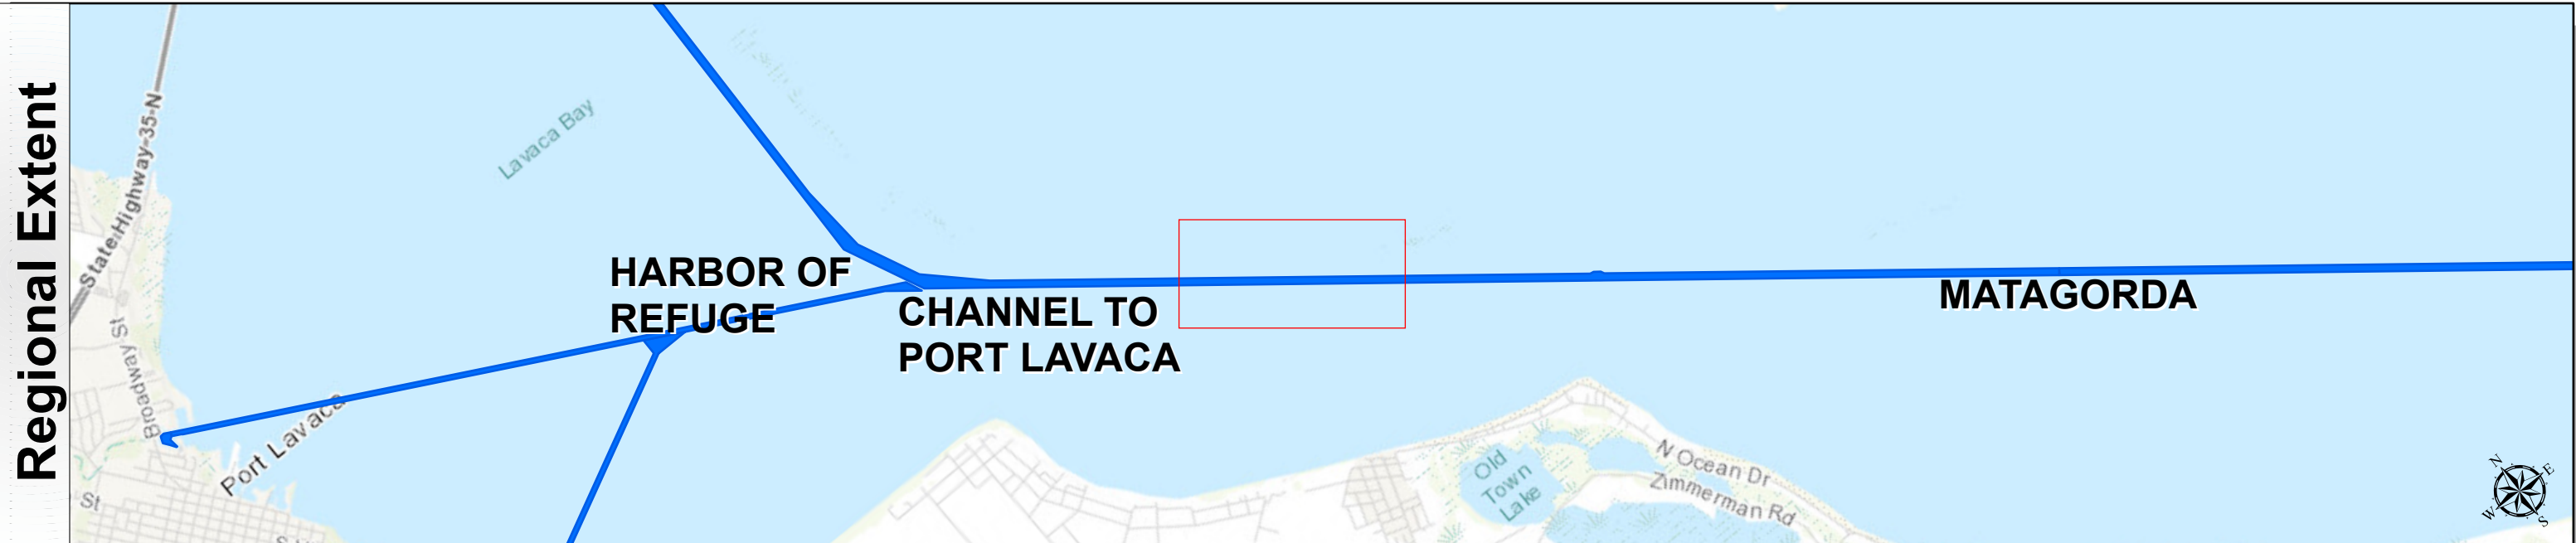 Regional Extent
State-Highway-35-N
Lavaca Bay
HARBOR OF
REFUGE
CHANNEL TO
PORT LAVACA
MATAGORDA
Broadway St
Port Lavaca
St
Old
Town
Lake
N Ocean Dr
Zimmerman Rd
N
E
W
S